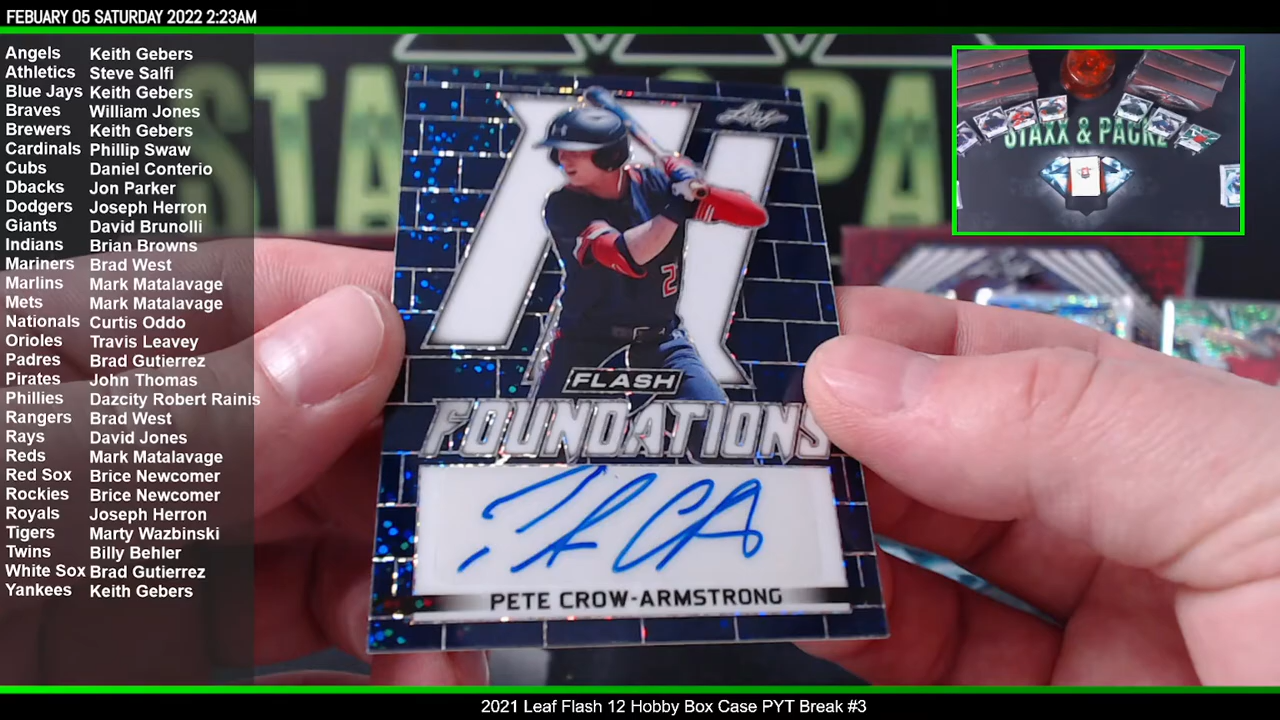 FEBUARY 05 SATURDAY 2022 2:23AM
Angels Keith Gebers
Athletics Steve Salfi
Blue Jays Keith Gebers
Braves William Jones
Brewers Keith Gebers
Cardinals Phillip Swaw
Cubs Daniel Conterio
Dbacks Jon Parker
Dodgers Joseph Herron
Giants David Brunolli
Indians Brian Browns
Mariners Brad West
Marlins Mark Matalavage
Mets Mark Matalavage
Nationals Curtis Oddo
Orioles Travis Leavey
Padres Brad Gutierrez
Pirates John Thomas
Phillies Dazcity Robert Rainis
Rangers Brad West
Rays David Jones
Reds Mark Matalavage
Red Sox Brice Newcomer
Rockies Brice Newcomer
Royals Joseph Herron
Tigers Marty Wazbinski
Twins Billy Behler
White Sox Brad Gutierrez
Yankees Keith Gebers
Leaf
2
FLASH
FOUNDATIONS
PETE CROW-ARMSTRONG
STAXX & PACKZ
2021 Leaf Flash 12 Hobby Box Case PYT Break #3